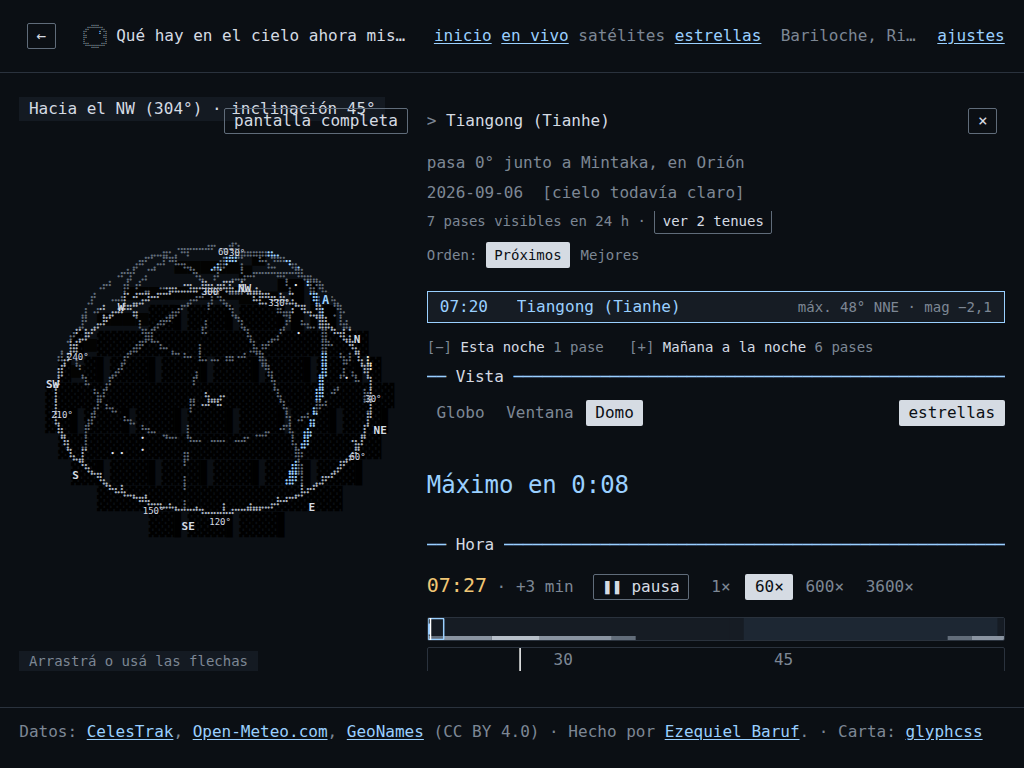 ← Qué hay en el cielo ahora mis… inicio en vivo satélites estrellas Bariloche, Ri… ajustes
Hacia el NW (304°) · inclinación 45°
pantalla completa
> Tiangong (Tianhe) ×
pasa 0° junto a Mintaka, en Orión
2026-09-06 [cielo todavía claro]
7 pases visibles en 24 h · ver 2 tenues
Orden: Próximos Mejores
07:20 Tiangong (Tianhe) máx. 48° NNE · mag −2,1
[−] Esta noche 1 pase [+] Mañana a la noche 6 pases
Vista
Globo Ventana Domo estrellas
Máximo en 0:08
Hora
07:27 · +3 min ❚❚ pausa 1× 60× 600× 3600×
30 45
NW
300°
330°
A
W
N
240°
SW
30°
210°
NE
60°
S
150°
E
SE
120°
Arrastrá o usá las flechas
Datos: CelesTrak, Open-Meteo.com, GeoNames (CC BY 4.0) · Hecho por Ezequiel Baruf. · Carta: glyphcss